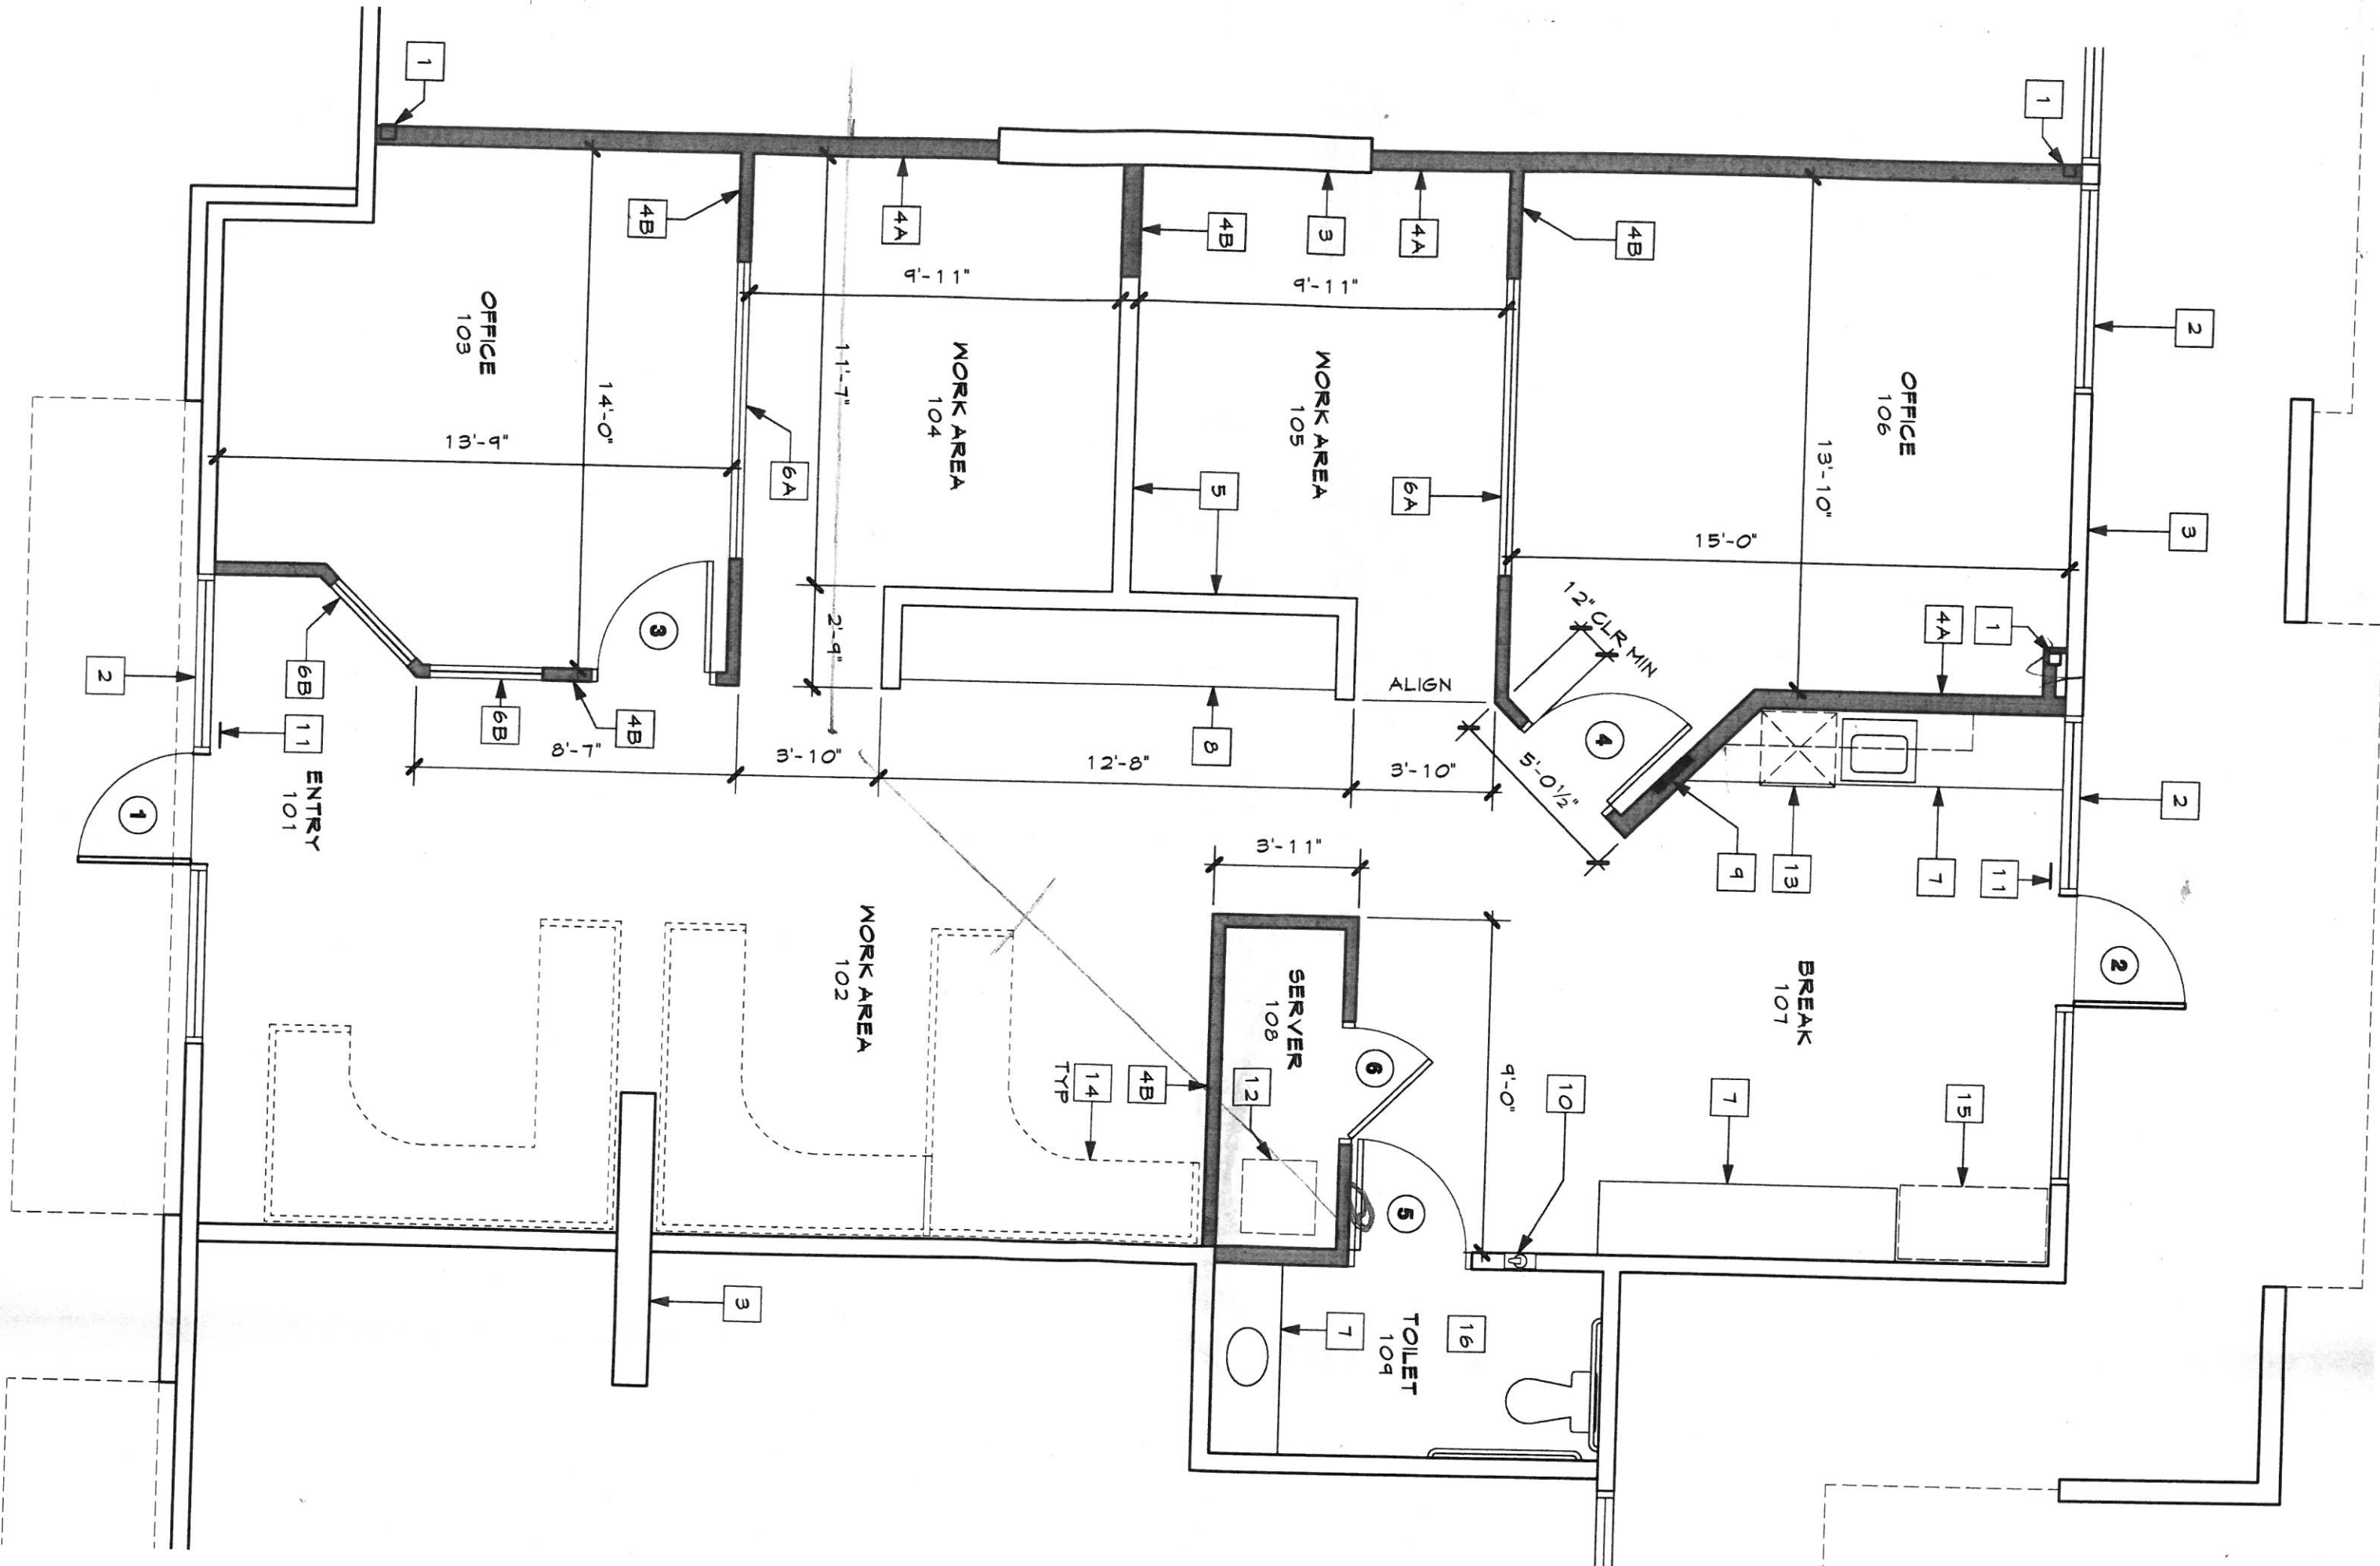 1
1
4B
4A
4B
3
4A
4B
9'-11"
9'-11"
2
OFFICE
103
14'-0"
13'-9"
11'-7"
WORK AREA
104
WORK AREA
105
OFFICE
106
13'-10"
6A
5
6A
15'-0"
3
12" CLR MIN
4A
1
2'-9"
3
ALIGN
2
6B
6B
4B
11
8'-7"
3'-10"
12'-8"
8
3'-10"
5'-0 1/2"
4
2
ENTRY
101
1
3'-11"
9
13
7
11
WORK AREA
102
SERVER
108
BREAK
107
2
14
TYP
4B
12
6
9'-0"
10
7
15
5
3
7
TOILET
109
16